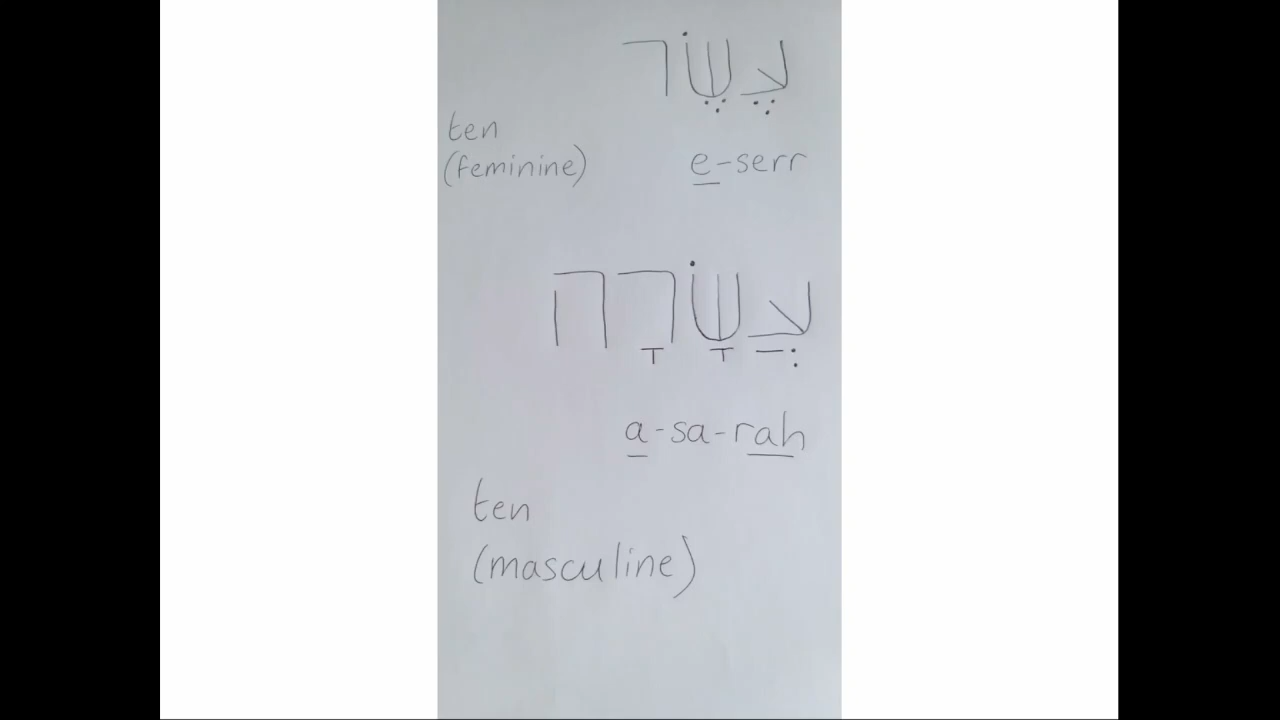 עֶשֶׂר
ten
(feminine) e-serr
עֲשָׂרָה
a-sa-rah
ten
(masculine)